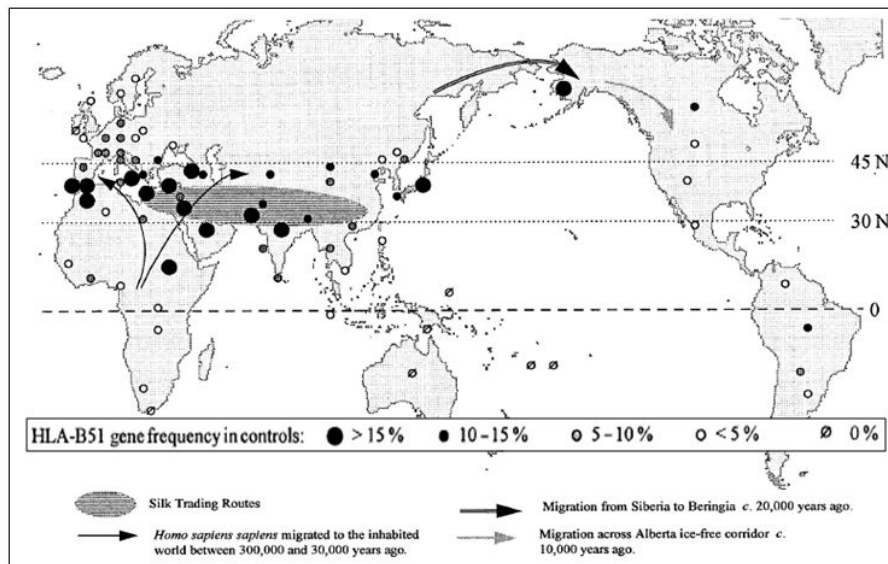 45 N
30 N
0
HLA-B51 gene frequency in controls: > 15 % 10 – 15 % 5 – 10 % < 5 % 0 %
Silk Trading Routes
Migration from Siberia to Beringia c. 20,000 years ago.
Homo sapiens sapiens migrated to the inhabited
world between 300,000 and 30,000 years ago.
Migration across Alberta ice-free corridor c.
10,000 years ago.